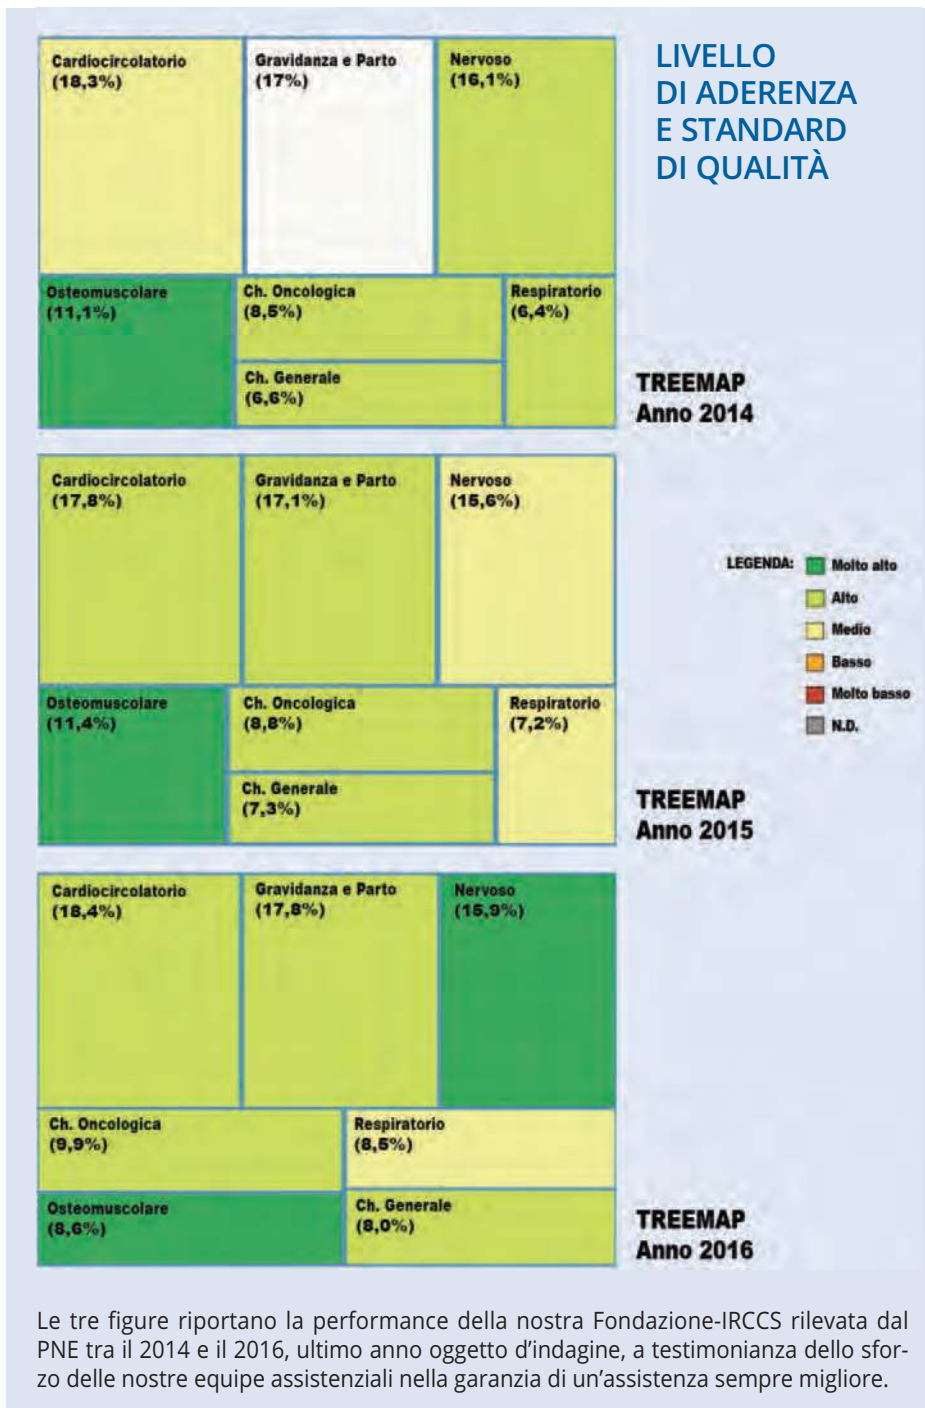 LIVELLO
DI ADERENZA
E STANDARD
DI QUALITÀ
Cardiocircolatorio
(18,3%)
Gravidanza e Parto
(17%)
Nervoso
(16,1%)
Osteomuscolare
(11,1%)
Ch. Oncologica
(8,5%)
Respiratorio
(6,4%)
Ch. Generale
(6,6%)
TREEMAP
Anno 2014
Cardiocircolatorio
(17,8%)
Gravidanza e Parto
(17,1%)
Nervoso
(15,6%)
Osteomuscolare
(11,4%)
Ch. Oncologica
(8,8%)
Respiratorio
(7,2%)
Ch. Generale
(7,3%)
TREEMAP
Anno 2015
LEGENDA:
Molto alto
Alto
Medio
Basso
Molto basso
N.D.
Cardiocircolatorio
(18,4%)
Gravidanza e Parto
(17,8%)
Nervoso
(15,9%)
Ch. Oncologica
(9,9%)
Respiratorio
(8,5%)
Osteomuscolare
(8,6%)
Ch. Generale
(8,0%)
TREEMAP
Anno 2016
Le tre figure riportano la performance della nostra Fondazione-IRCCS rilevata dal
PNE tra il 2014 e il 2016, ultimo anno oggetto d’indagine, a testimonianza dello sfor-
zo delle nostre equipe assistenziali nella garanzia di un’assistenza sempre migliore.